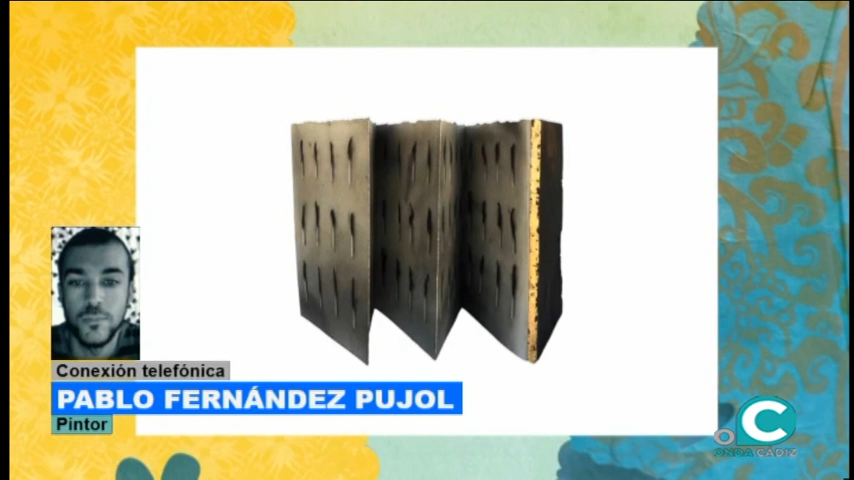 Conexión telefónica
PABLO FERNÁNDEZ PUJOL
Pintor
C
ONDA CÁDIZ